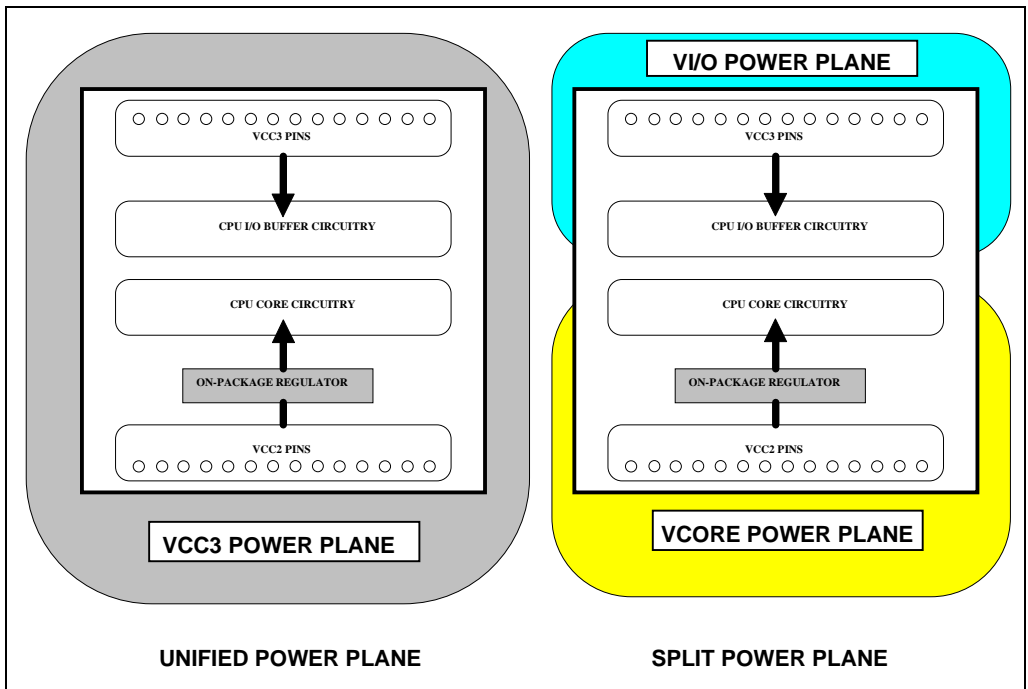 VCC3 PINS
CPU I/O BUFFER CIRCUITRY
CPU CORE CIRCUITRY
ON-PACKAGE REGULATOR
VCC2 PINS
VCC3 POWER PLANE
UNIFIED POWER PLANE
VI/O POWER PLANE
VCC3 PINS
CPU I/O BUFFER CIRCUITRY
CPU CORE CIRCUITRY
ON-PACKAGE REGULATOR
VCC2 PINS
VCORE POWER PLANE
SPLIT POWER PLANE